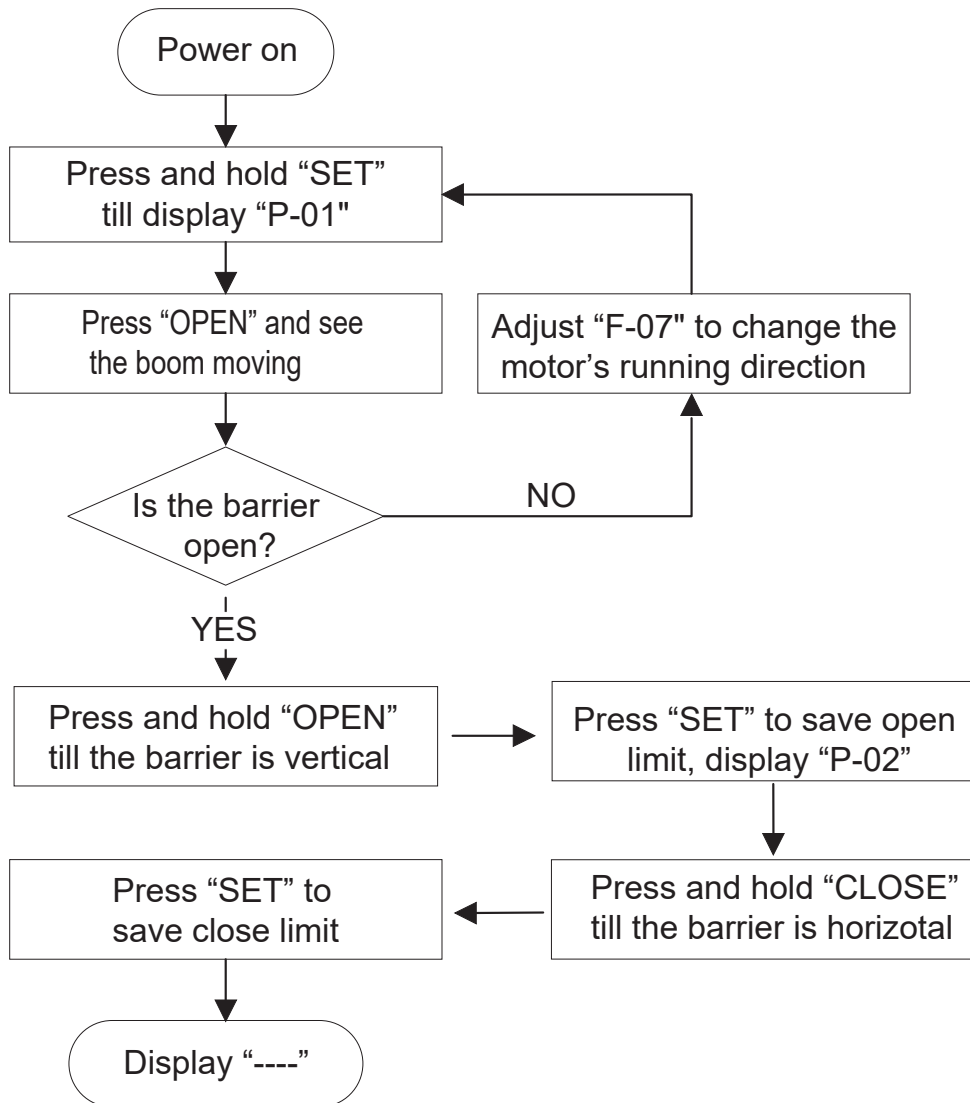 Power on
Press and hold “SET”
till display “P-01"
Press “OPEN” and see
the boom moving
Adjust “F-07" to change the
motor’s running direction
Is the barrier
open?
NO
YES
Press and hold “OPEN”
till the barrier is vertical
Press “SET” to save open
limit, display “P-02”
Press and hold “CLOSE”
till the barrier is horizotal
Press “SET” to
save close limit
Display “----”